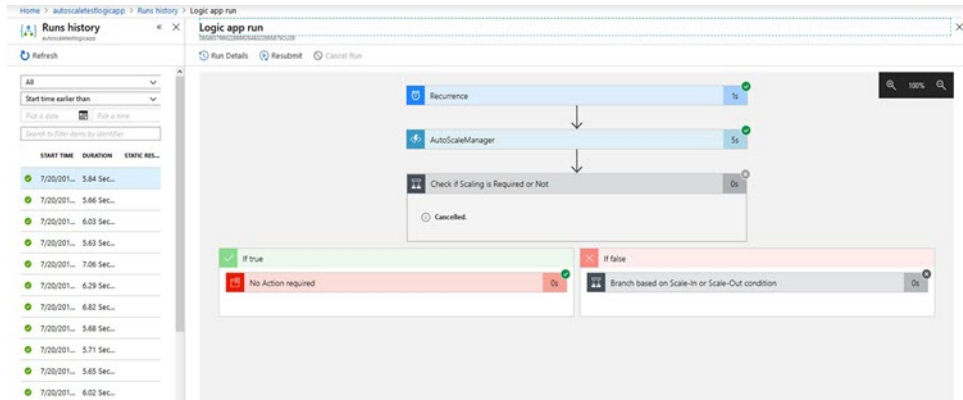 Home > autoscaletestlogicapp > Runs history > Logic app run
Runs history
autoscaletestlogicapp
Refresh
All
Start time earlier than
Pick a date
Pick a time
Search to filter items by identifier
START TIME DURATION STATIC RES...
7/20/201... 5.84 Sec...
7/20/201... 5.66 Sec...
7/20/201... 6.03 Sec...
7/20/201... 5.63 Sec...
7/20/201... 7.06 Sec...
7/20/201... 6.29 Sec...
7/20/201... 6.82 Sec...
7/20/201... 5.68 Sec...
7/20/201... 5.71 Sec...
7/20/201... 5.65 Sec...
7/20/201... 6.02 Sec...
Logic app run
Run Details Resubmit Cancel Run
100%
Recurrence 1s
AutoScaleManager 5s
Check if Scaling is Required or Not 0s
Cancelled.
If true
No Action required 0s
If false
Branch based on Scale-In or Scale-Out condition 0s